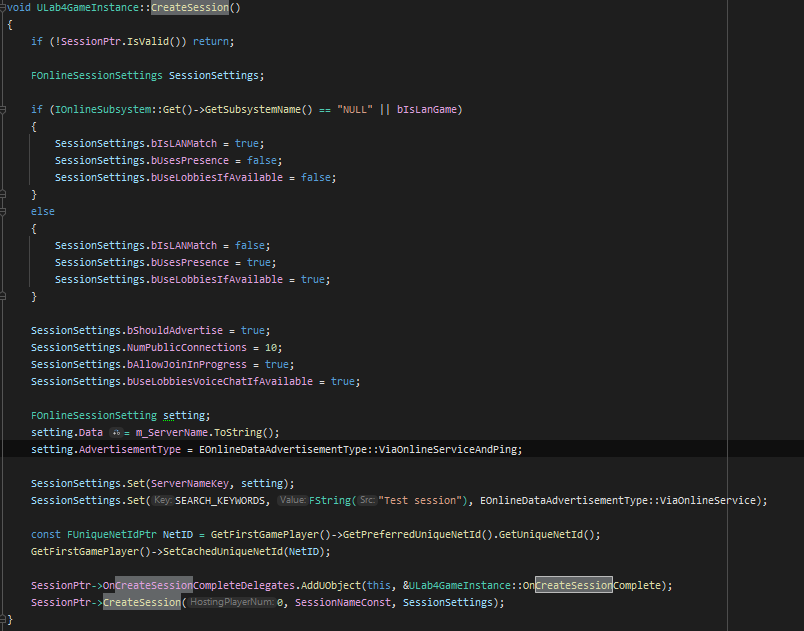 void ULab4GameInstance::CreateSession()
{
if (!SessionPtr.IsValid()) return;
FOnlineSessionSettings SessionSettings;
if (IOnlineSubsystem::Get()->GetSubsystemName() == "NULL" || bIsLanGame)
{
SessionSettings.bIsLANMatch = true;
SessionSettings.bUsesPresence = false;
SessionSettings.bUseLobbiesIfAvailable = false;
}
else
{
SessionSettings.bIsLANMatch = false;
SessionSettings.bUsesPresence = true;
SessionSettings.bUseLobbiesIfAvailable = true;
}
SessionSettings.bShouldAdvertise = true;
SessionSettings.NumPublicConnections = 10;
SessionSettings.bAllowJoinInProgress = true;
SessionSettings.bUseLobbiesVoiceChatIfAvailable = true;
FOnlineSessionSetting setting;
setting.Data = m_ServerName.ToString();
setting.AdvertisementType = EOnlineDataAdvertisementType::ViaOnlineServiceAndPing;
SessionSettings.Set(ServerNameKey, setting);
SessionSettings.Set(Key: SEARCH_KEYWORDS, Value: FString(Src: "Test session"), EOnlineDataAdvertisementType::ViaOnlineService);
const FUniqueNetIdPtr NetID = GetFirstGamePlayer()->GetPreferredUniqueNetId().GetUniqueNetId();
GetFirstGamePlayer()->SetCachedUniqueNetId(NetID);
SessionPtr->OnCreateSessionCompleteDelegates.AddUObject(this, &ULab4GameInstance::OnCreateSessionComplete);
SessionPtr->CreateSession(HostingPlayerNum: 0, SessionNameConst, SessionSettings);
}